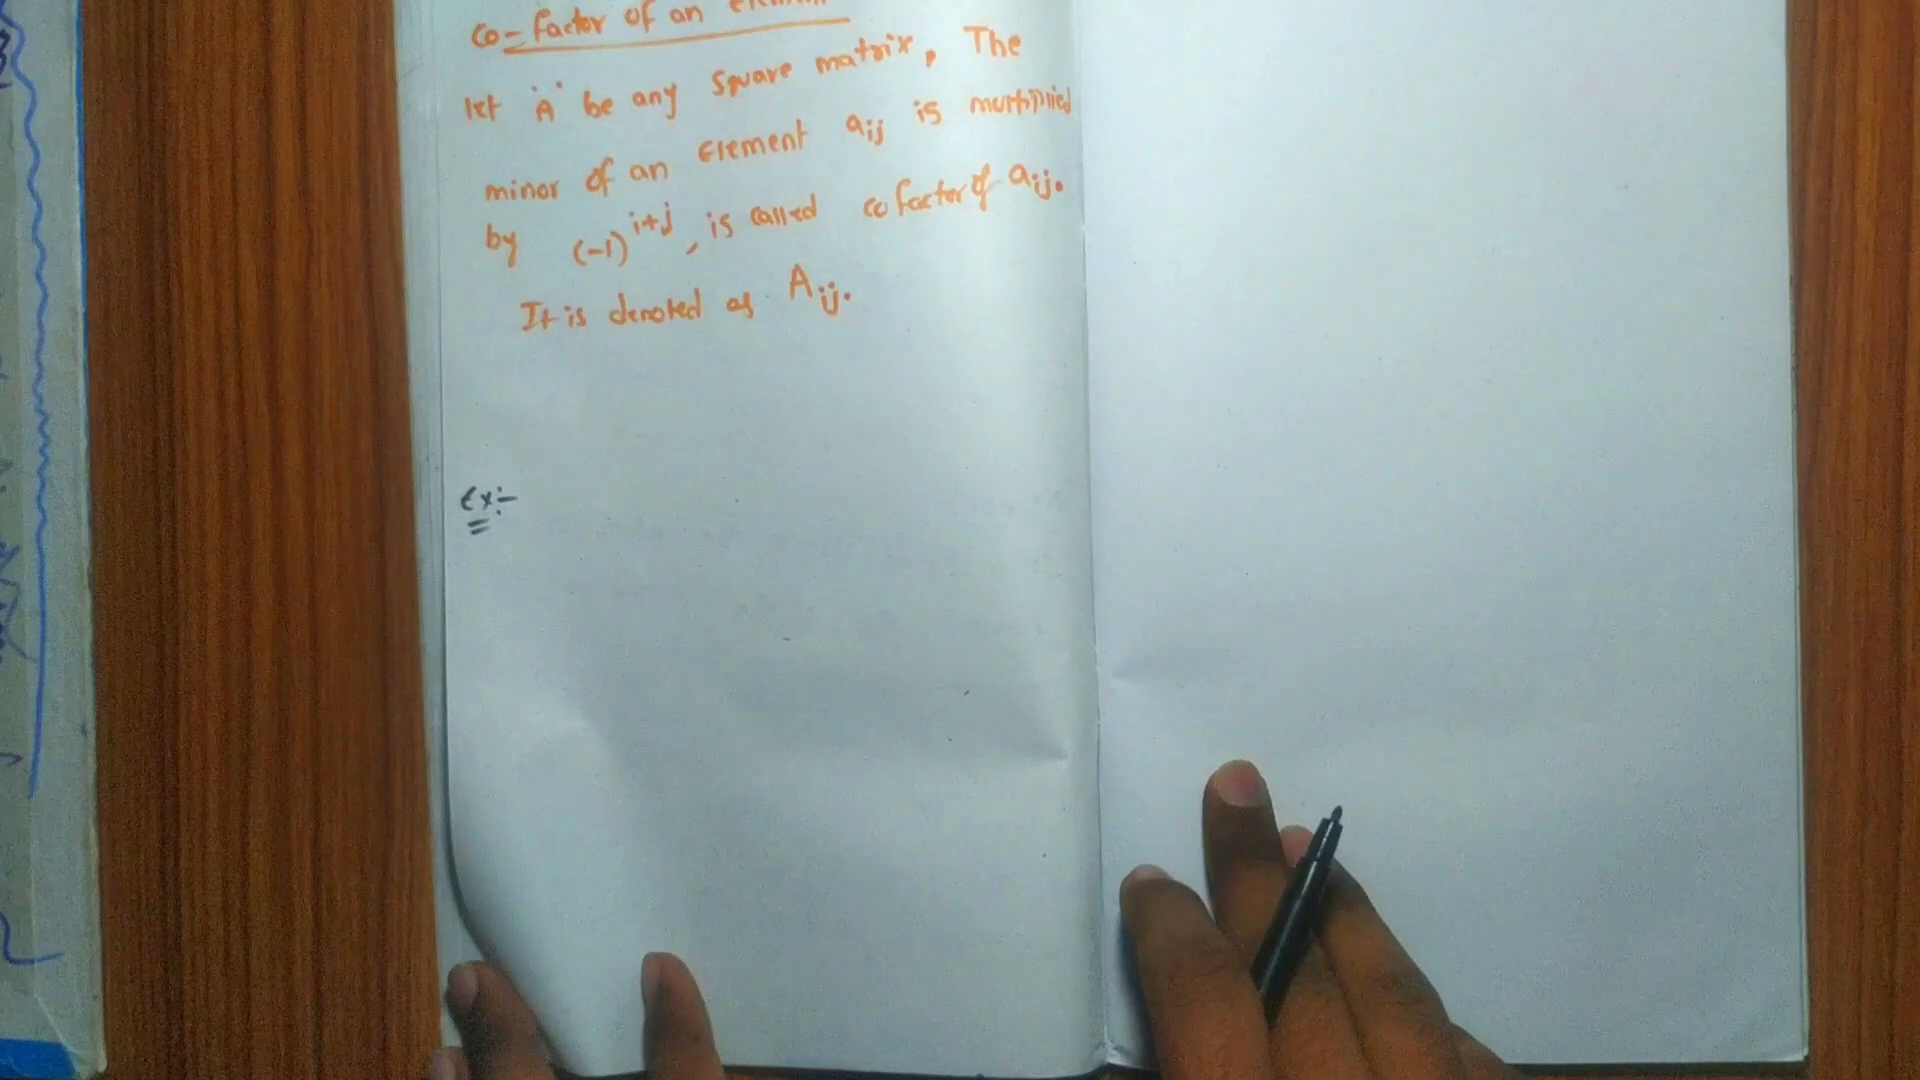 Co-factor of an element
let 'A' be any square matrix, The
minor of an element aij is multiplied
by (-1)^i+j, is called cofactor of aij.
It is denoted as Aij.
Ex:-